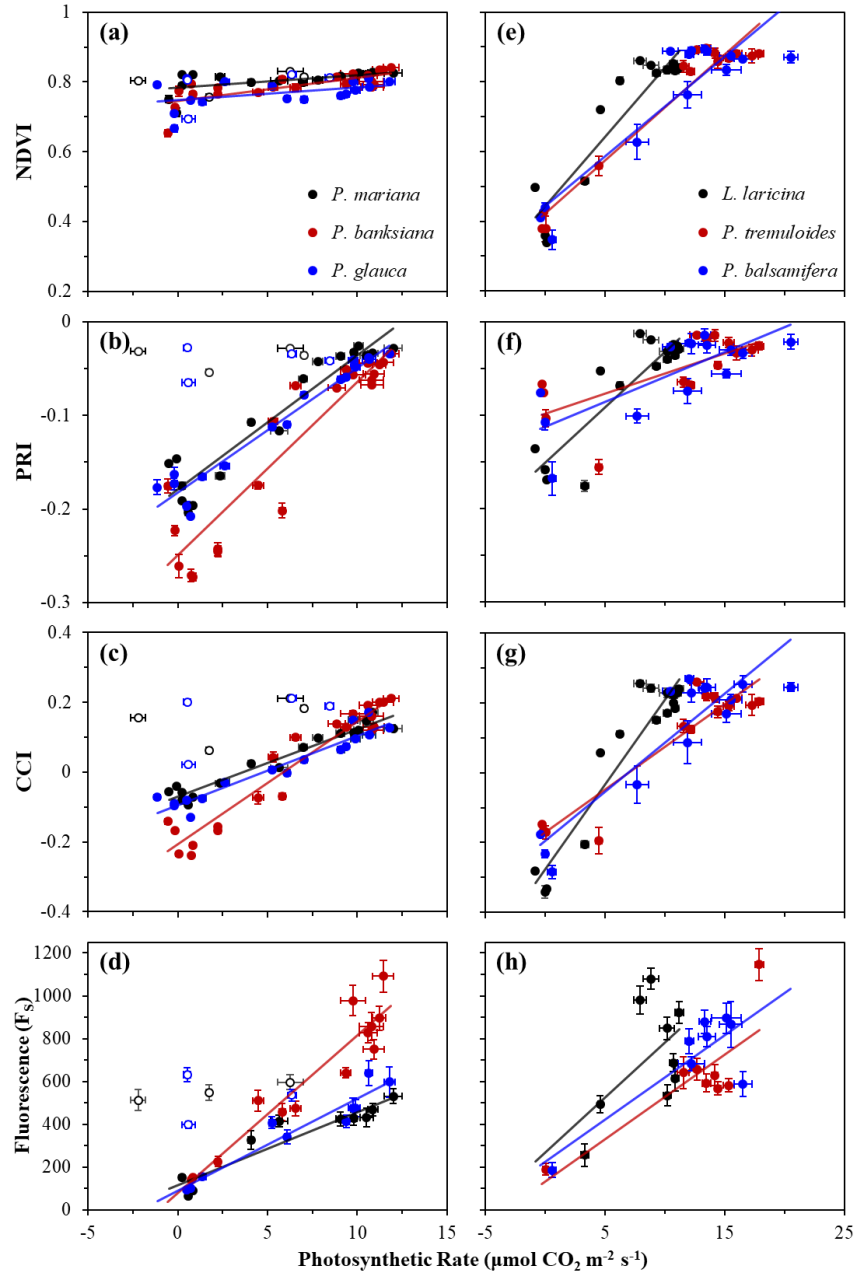 (a)
(e)
1
0.8
0.6
0.4
0.2
NDVI
P. mariana
P. banksiana
P. glauca
L. laricina
P. tremuloides
P. balsamifera
(b)
(f)
0
-0.1
-0.2
-0.3
PRI
(c)
(g)
0.4
0.2
0
-0.2
-0.4
CCI
(d)
(h)
1200
1000
800
600
400
200
0
Fluorescence (FS)
-5 0 5 10 15
-5 5 15 25
Photosynthetic Rate (µmol CO2 m-2 s-1)